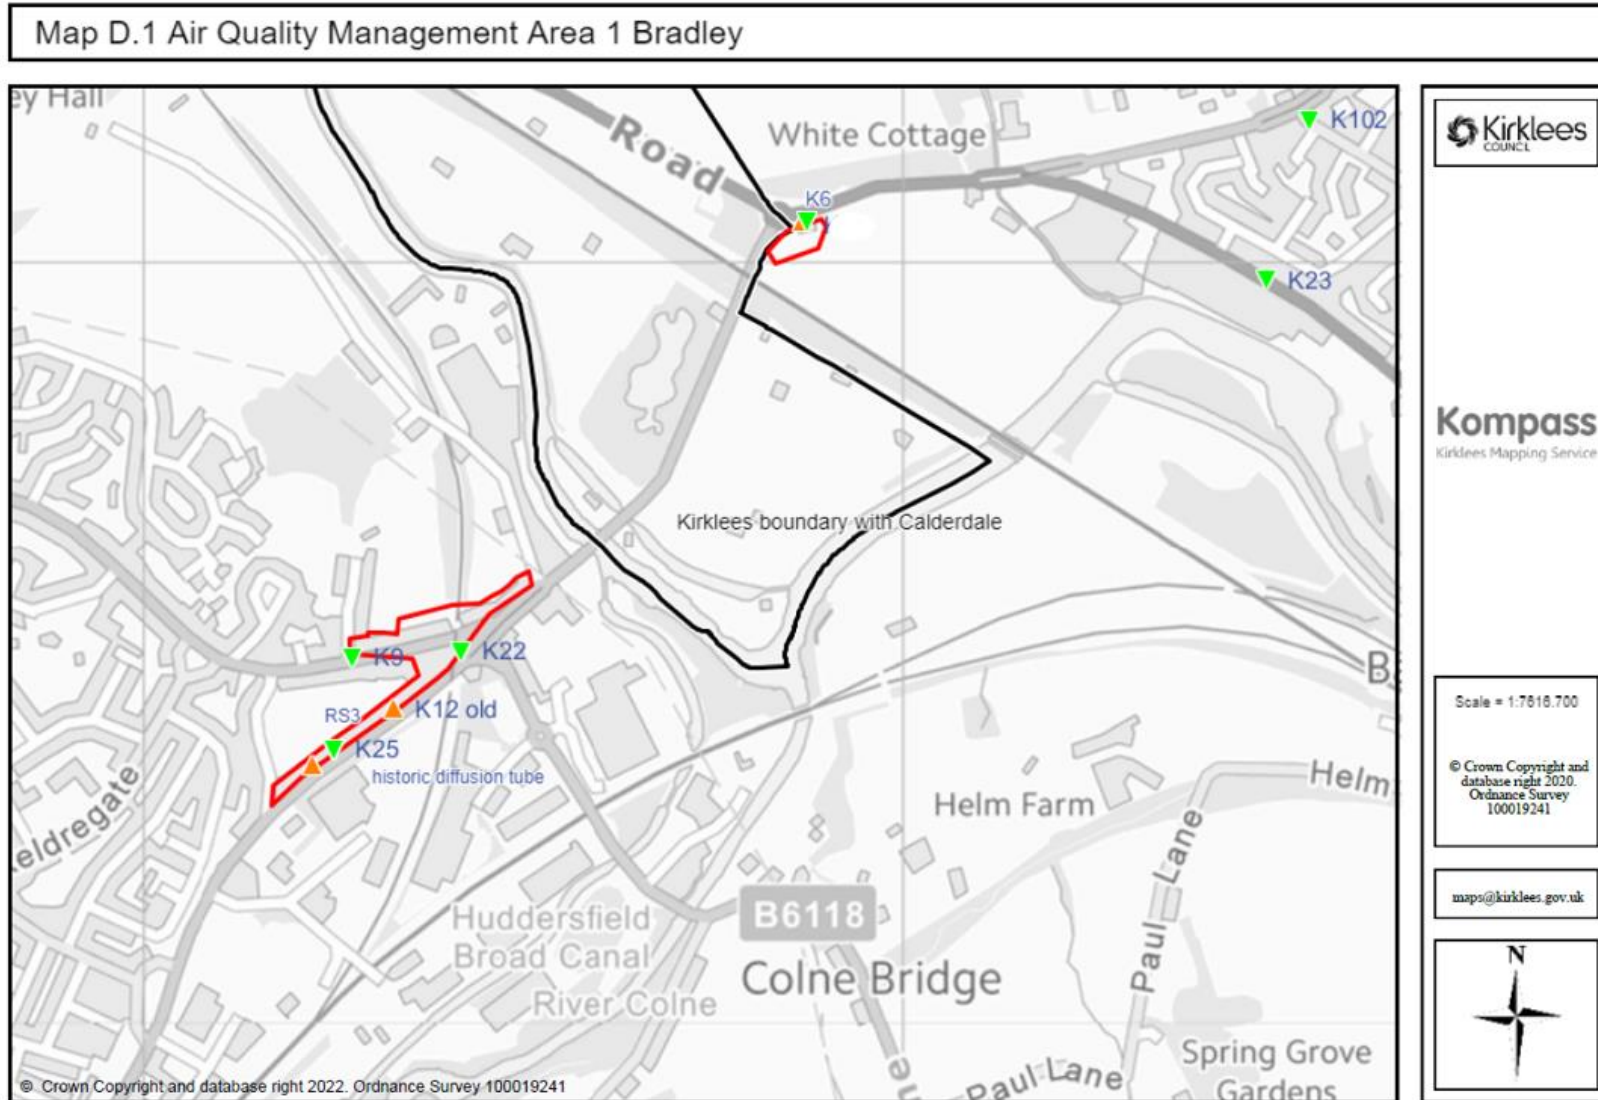 Map D.1 Air Quality Management Area 1 Bradley
ey Hall
Road
White Cottage
K102
K6
K23
Kirklees boundary with Calderdale
K9
K22
K12 old
RS3
K25
historic diffusion tube
eldregate
Huddersfield
Broad Canal
River Colne
B6118
Colne Bridge
Helm Farm
Helm
Paul Lane
Paul Lane
Spring Grove
Gardens
© Crown Copyright and database right 2022. Ordnance Survey 100019241
Kirklees
COUNCIL
Kompass
Kirklees Mapping Service
Scale = 1:7616.700
© Crown Copyright and
database right 2020.
Ordnance Survey
100019241
maps@kirklees.gov.uk
N